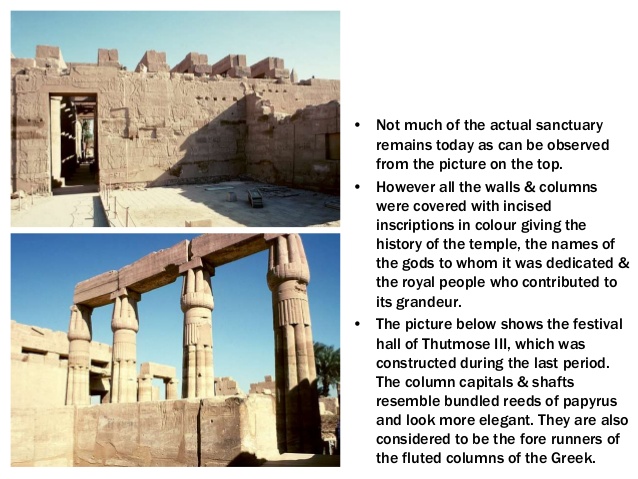 • Not much of the actual sanctuary
remains today as can be observed
from the picture on the top.
• However all the walls & columns
were covered with incised
inscriptions in colour giving the
history of the temple, the names of
the gods to whom it was dedicated &
the royal people who contributed to
its grandeur.
• The picture below shows the festival
hall of Thutmose III, which was
constructed during the last period.
The column capitals & shafts
resemble bundled reeds of papyrus
and look more elegant. They are also
considered to be the fore runners of
the fluted columns of the Greek.